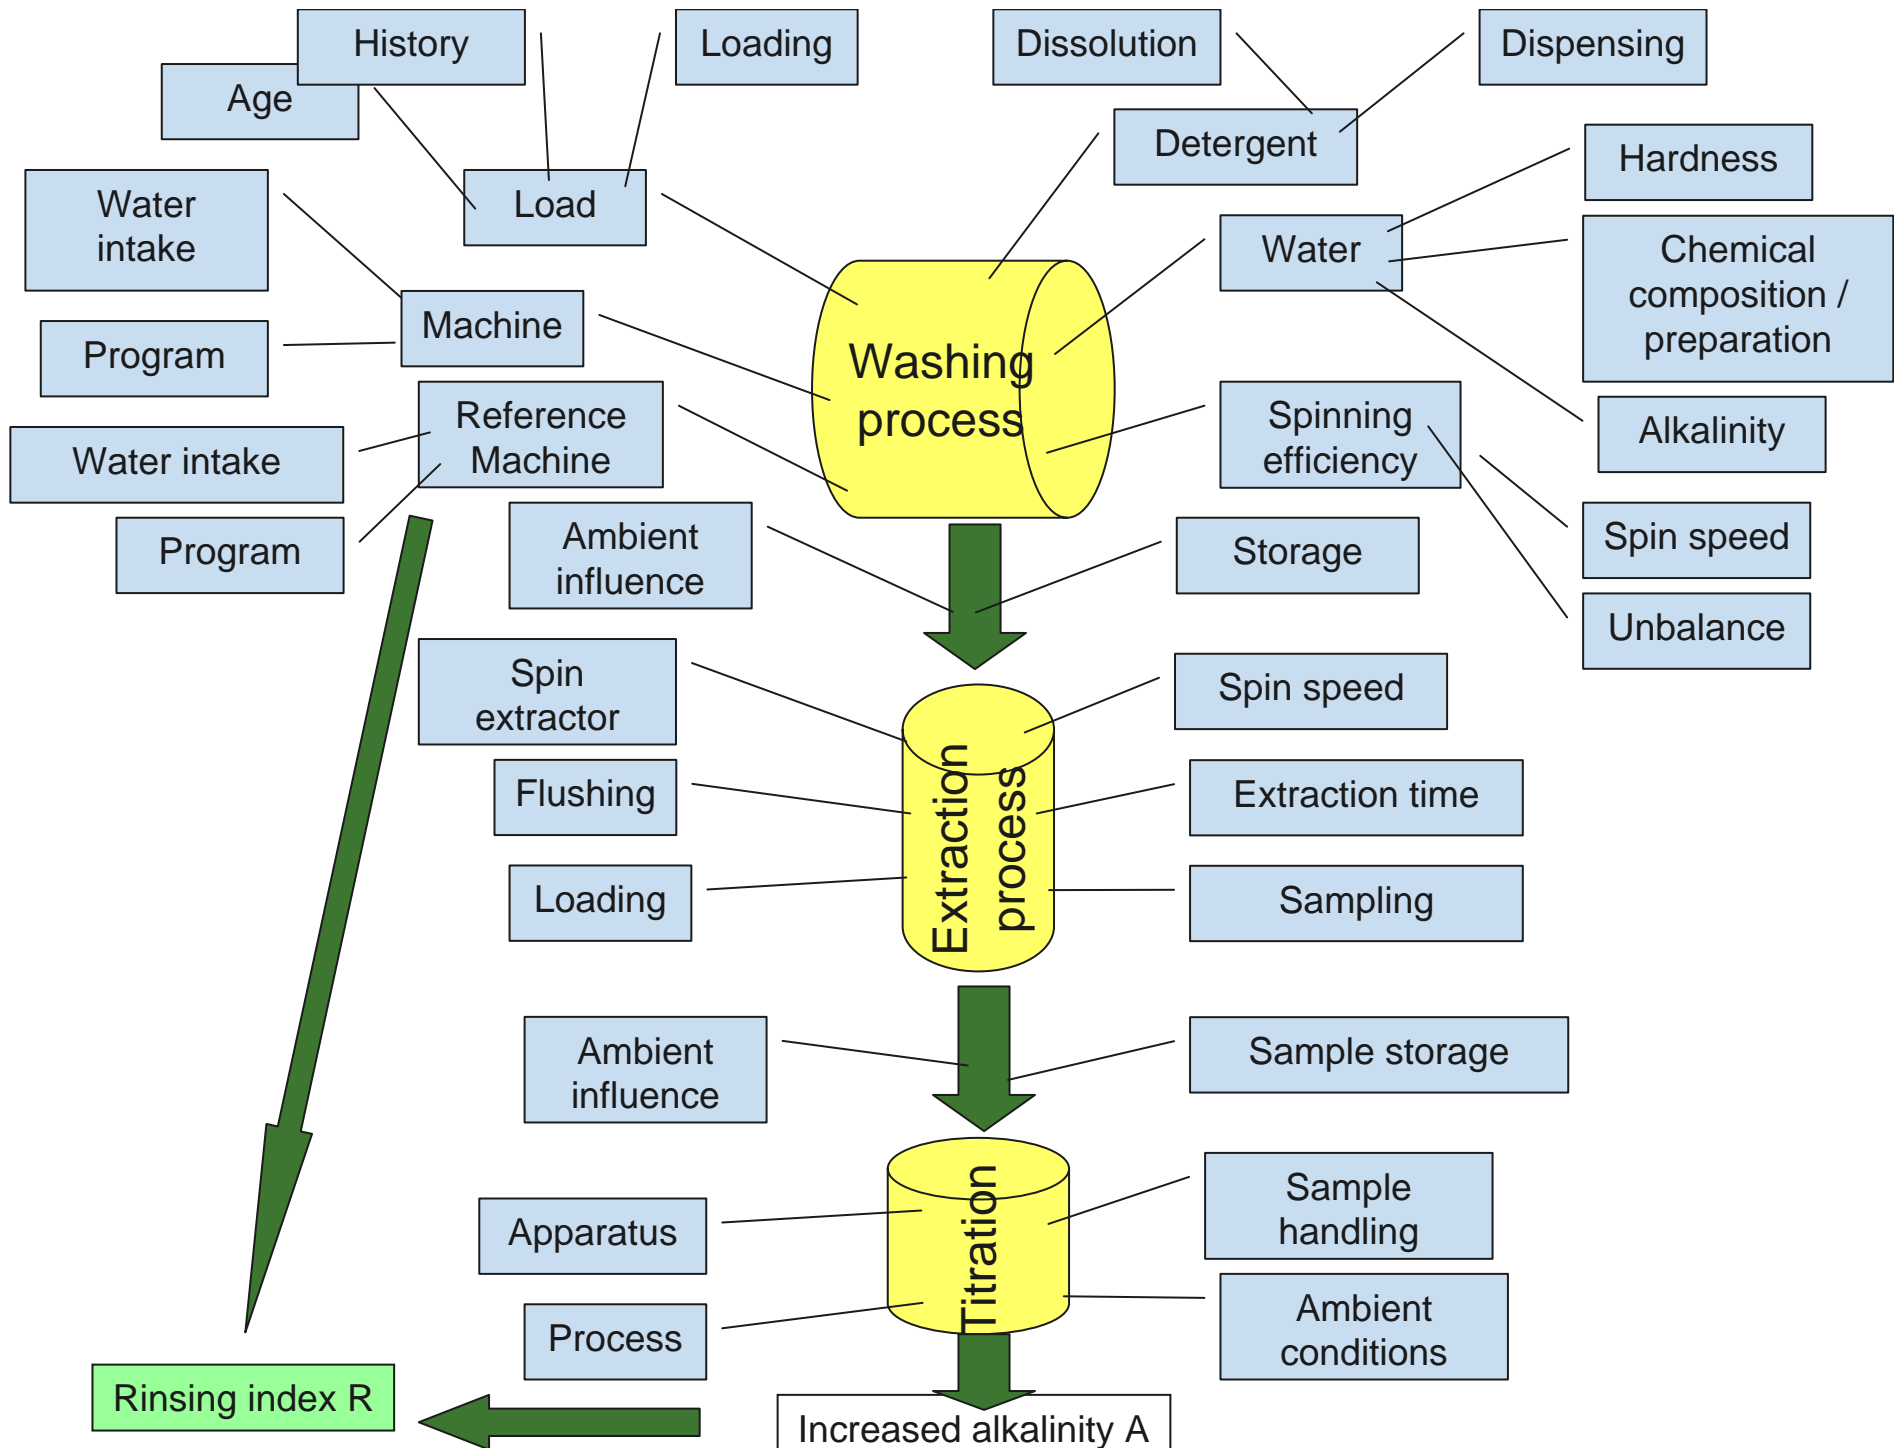 History
Loading
Dissolution
Dispensing
Age
Detergent
Hardness
Water
intake
Load
Water
Chemical
composition /
preparation
Machine
Program
Washing
process
Reference
Machine
Spinning
efficiency
Alkalinity
Water intake
Program
Ambient
influence
Storage
Spin speed
Unbalance
Spin
extractor
Spin speed
Extraction
process
Flushing
Extraction time
Loading
Sampling
Ambient
influence
Sample storage
Titration
Sample
handling
Apparatus
Process
Ambient
conditions
Rinsing index R
Increased alkalinity A